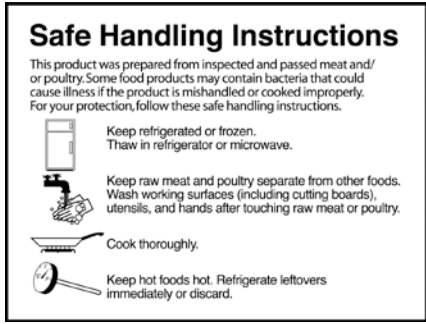 Safe Handling Instructions
This product was prepared from inspected and passed meat and/
or poultry. Some food products may contain bacteria that could
cause illness if the product is mishandled or cooked improperly.
For your protection, follow these safe handling instructions.
Keep refrigerated or frozen.
Thaw in refrigerator or microwave.
Keep raw meat and poultry separate from other foods.
Wash working surfaces (including cutting boards),
utensils, and hands after touching raw meat or poultry.
Cook thoroughly.
Keep hot foods hot. Refrigerate leftovers
immediately or discard.